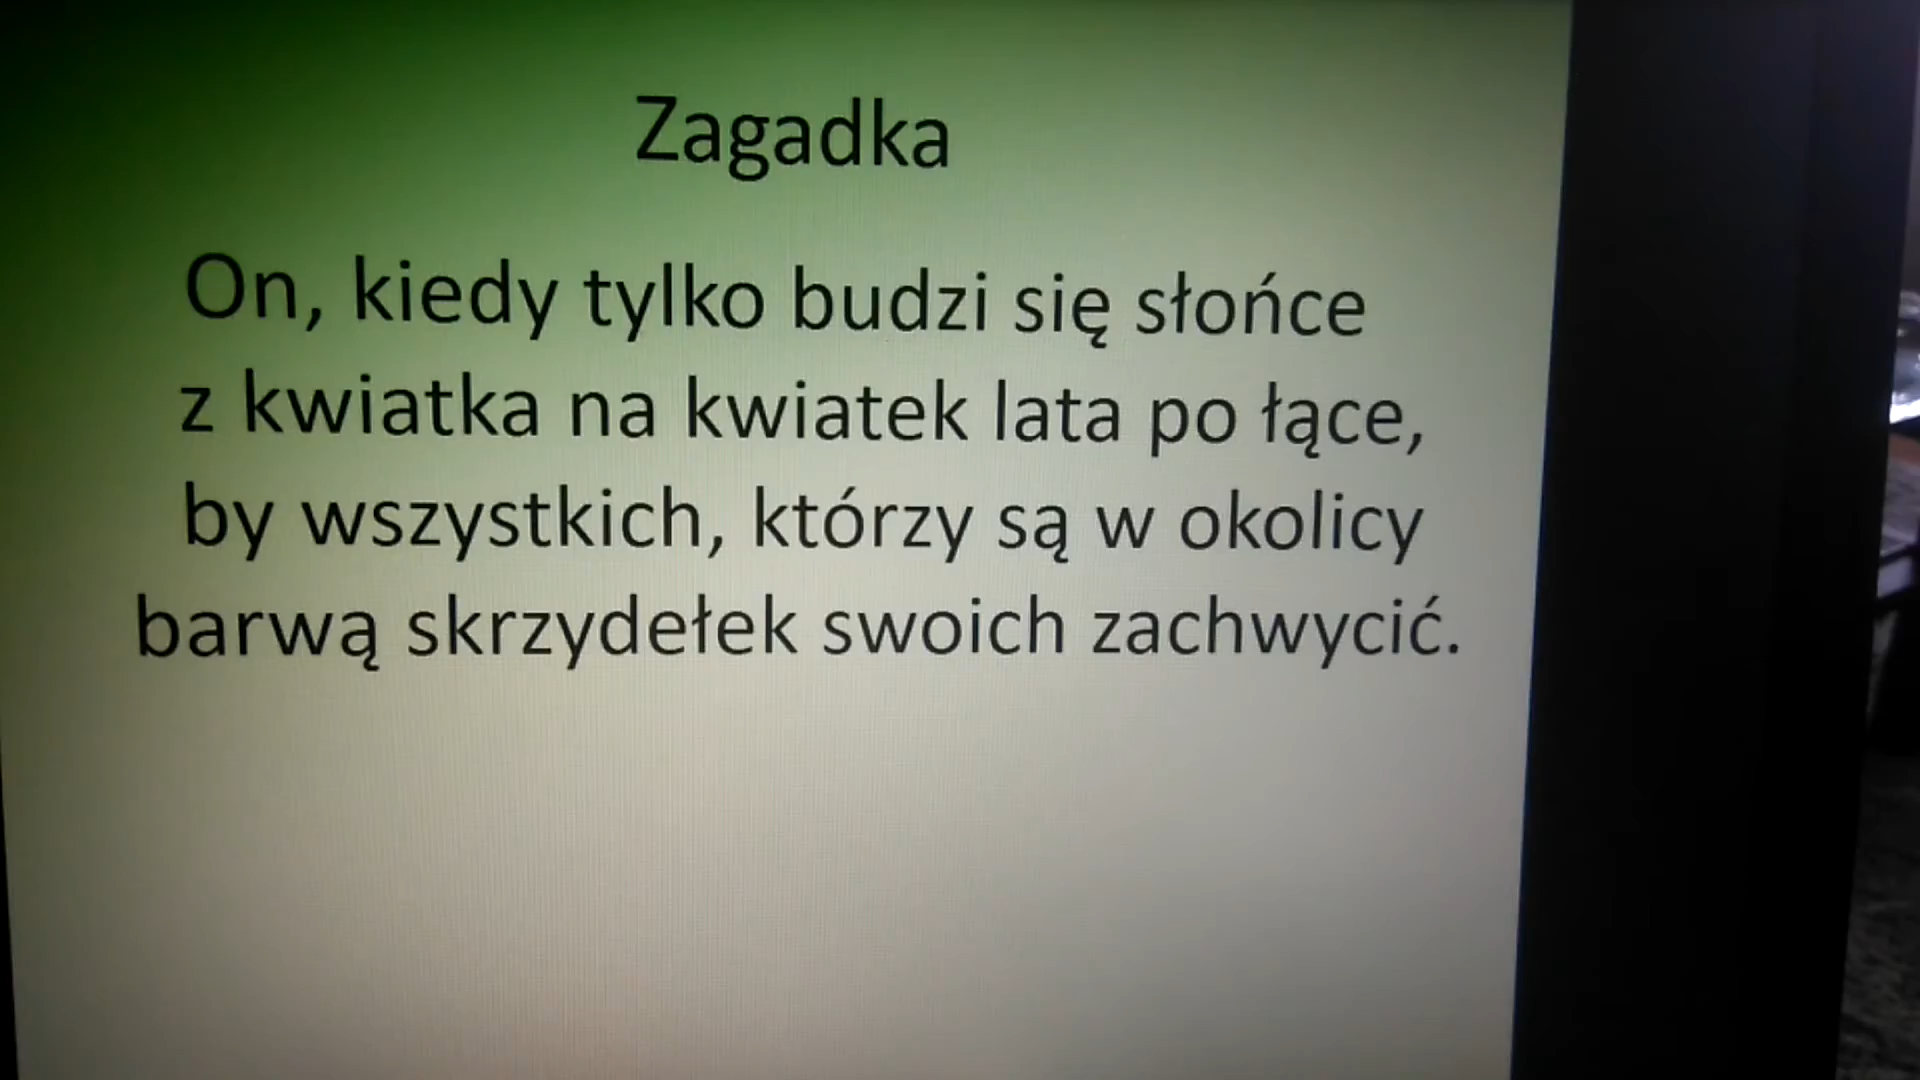 Zagadka
On, kiedy tylko budzi się słońce
z kwiatka na kwiatek lata po łące,
by wszystkich, którzy są w okolicy
barwą skrzydełek swoich zachwycić.